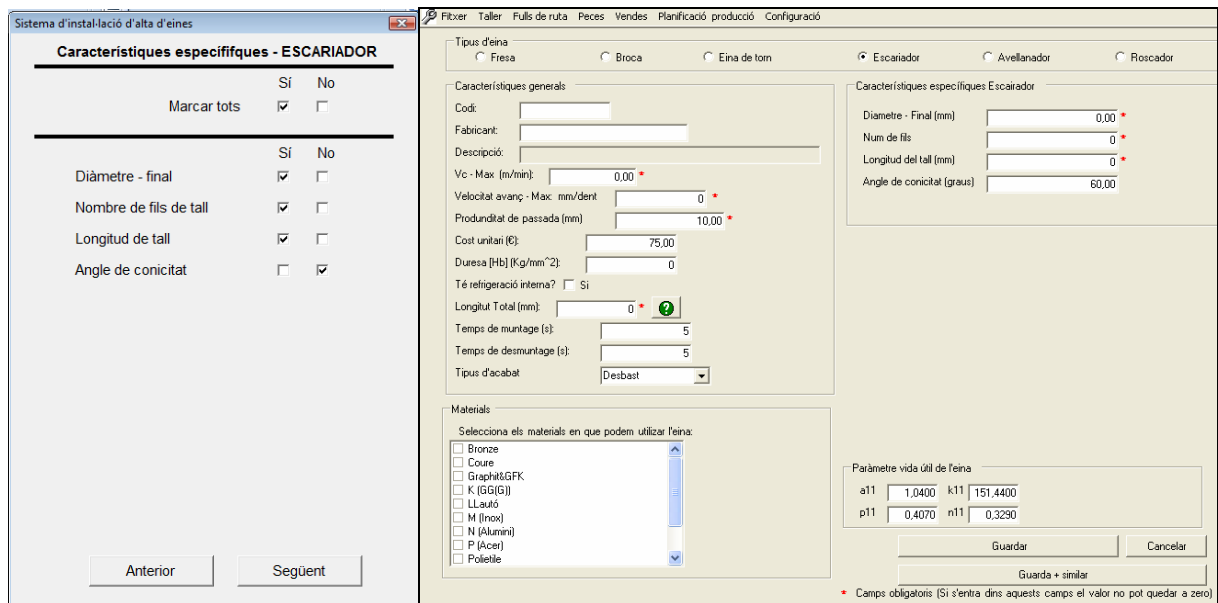 Sistema d'instal·lació d'alta d'eines
Característiques específifques - ESCARIADOR
Sí No
Marcar tots
Sí No
Diàmetre - final
Nombre de fils de tall
Longitud de tall
Angle de conicitat
Anterior Següent
Fitxer Taller Fulls de ruta Peces Vendes Planificació producció Configuració
Tipus d'eina
Fresa Broca Eina de torn Escariador Avellanador Roscador
Característiques generals
Codi:
Fabricant:
Descripció:
Vc - Max (m/min): 0,00 *
Velocitat avanç - Max: mm/dent 0 *
Produnditat de passada (mm) 10,00 *
Cost unitari (€): 75,00
Duresa [Hb] (Kg/mm^2): 0
Té refrigeració interna? Si
Longitut Total (mm): 0 * ?
Temps de muntage (s): 5
Temps de desmuntage (s): 5
Tipus d'acabat Desbast
Característiques específiques Escairador
Diametre - Final (mm) 0,00 *
Num de fils 0 *
Longitud del tall (mm) 0 *
Angle de conicitat (graus) 60,00
Materials
Selecciona els materials en que podem utilizar l'eina:
Bronze
Coure
Graphit&GFK
K (GG(G))
LLautó
M (Inox)
N (Alumini)
P (Acer)
Polietile
Paràmetre vida útil de l'eina
a11 1,0400 k11 151,4400
p11 0,4070 n11 0,3290
Guardar Cancelar
Guarda + similar
* Camps obligatoris (Si s'entra dins aquests camps el valor no pot quedar a zero)